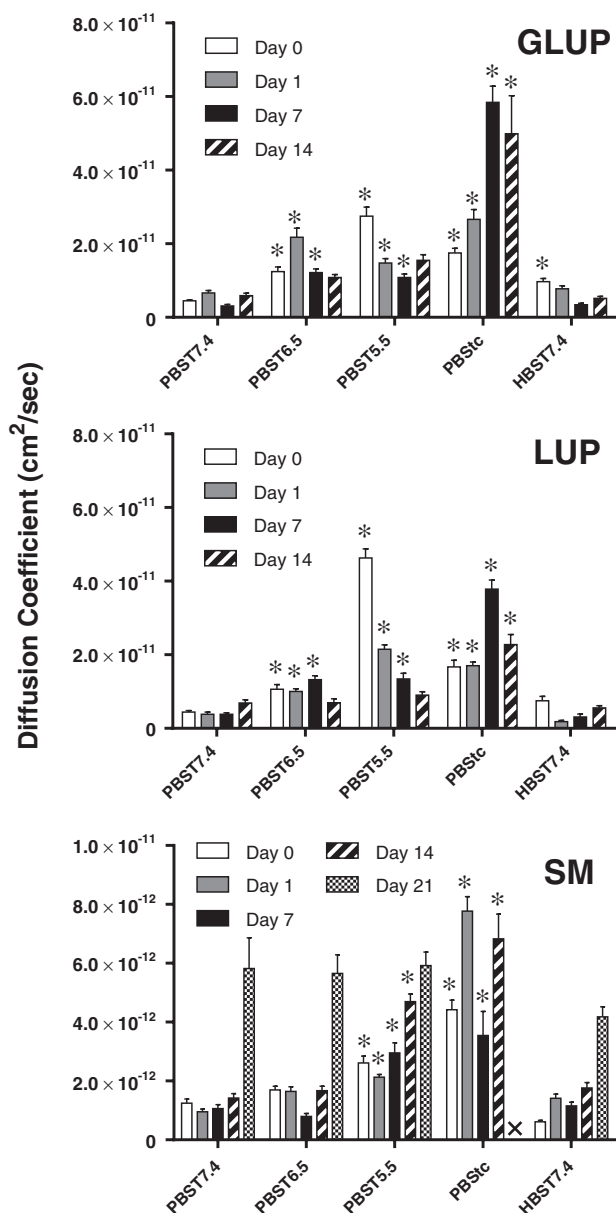 Diffusion Coefficient (cm²/sec)
GLUP
8.0 × 10⁻¹¹
6.0 × 10⁻¹¹
4.0 × 10⁻¹¹
2.0 × 10⁻¹¹
0
Day 0
Day 1
Day 7
Day 14
* * * * * * * * * * *
PBST7.4
PBST6.5
PBST5.5
PBStc
HBST7.4
LUP
8.0 × 10⁻¹¹
6.0 × 10⁻¹¹
4.0 × 10⁻¹¹
2.0 × 10⁻¹¹
0
Day 0
Day 1
Day 7
Day 14
* * * * * * * * * *
PBST7.4
PBST6.5
PBST5.5
PBStc
HBST7.4
SM
1.0 × 10⁻¹¹
8.0 × 10⁻¹²
6.0 × 10⁻¹²
4.0 × 10⁻¹²
2.0 × 10⁻¹²
0
Day 0
Day 1
Day 7
Day 14
Day 21
* * * * * * * * ×
PBST7.4
PBST6.5
PBST5.5
PBStc
HBST7.4